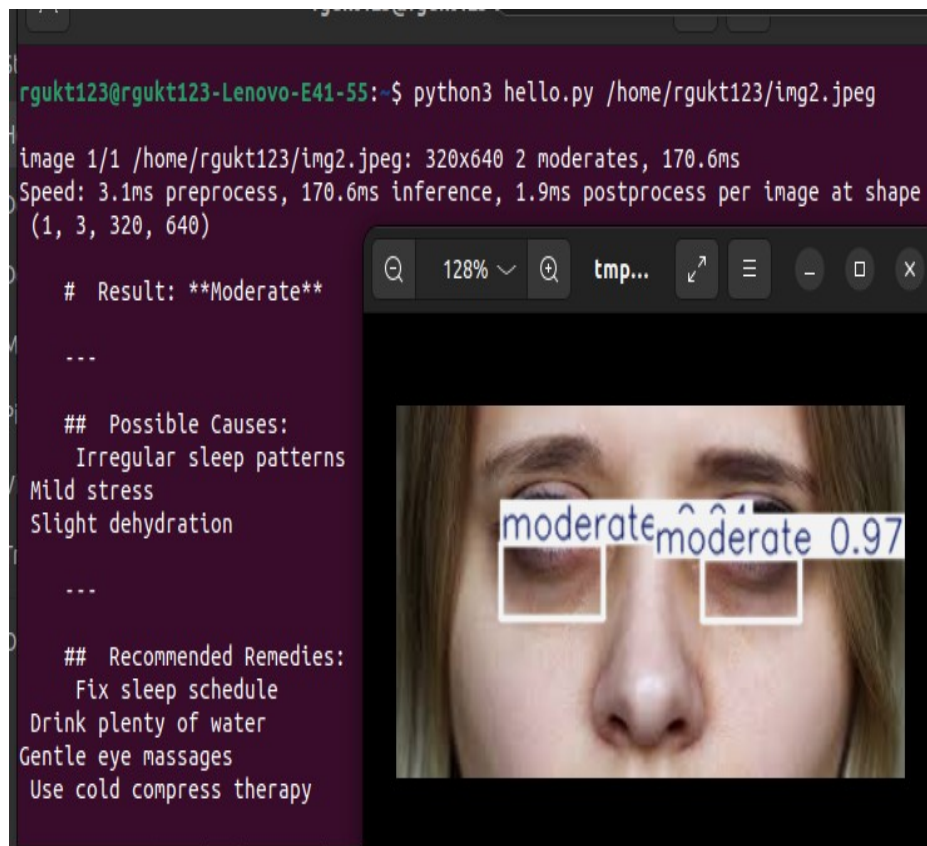 rgukt123@rgukt123-Lenovo-E41-55:~$ python3 hello.py /home/rgukt123/img2.jpeg
image 1/1 /home/rgukt123/img2.jpeg: 320x640 2 moderates, 170.6ms
Speed: 3.1ms preprocess, 170.6ms inference, 1.9ms postprocess per image at shape
(1, 3, 320, 640)
# Result: **Moderate**
---
## Possible Causes:
Irregular sleep patterns
Mild stress
Slight dehydration
---
## Recommended Remedies:
Fix sleep schedule
Drink plenty of water
Gentle eye massages
Use cold compress therapy
128%
tmp...
moderate
moderate 0.97